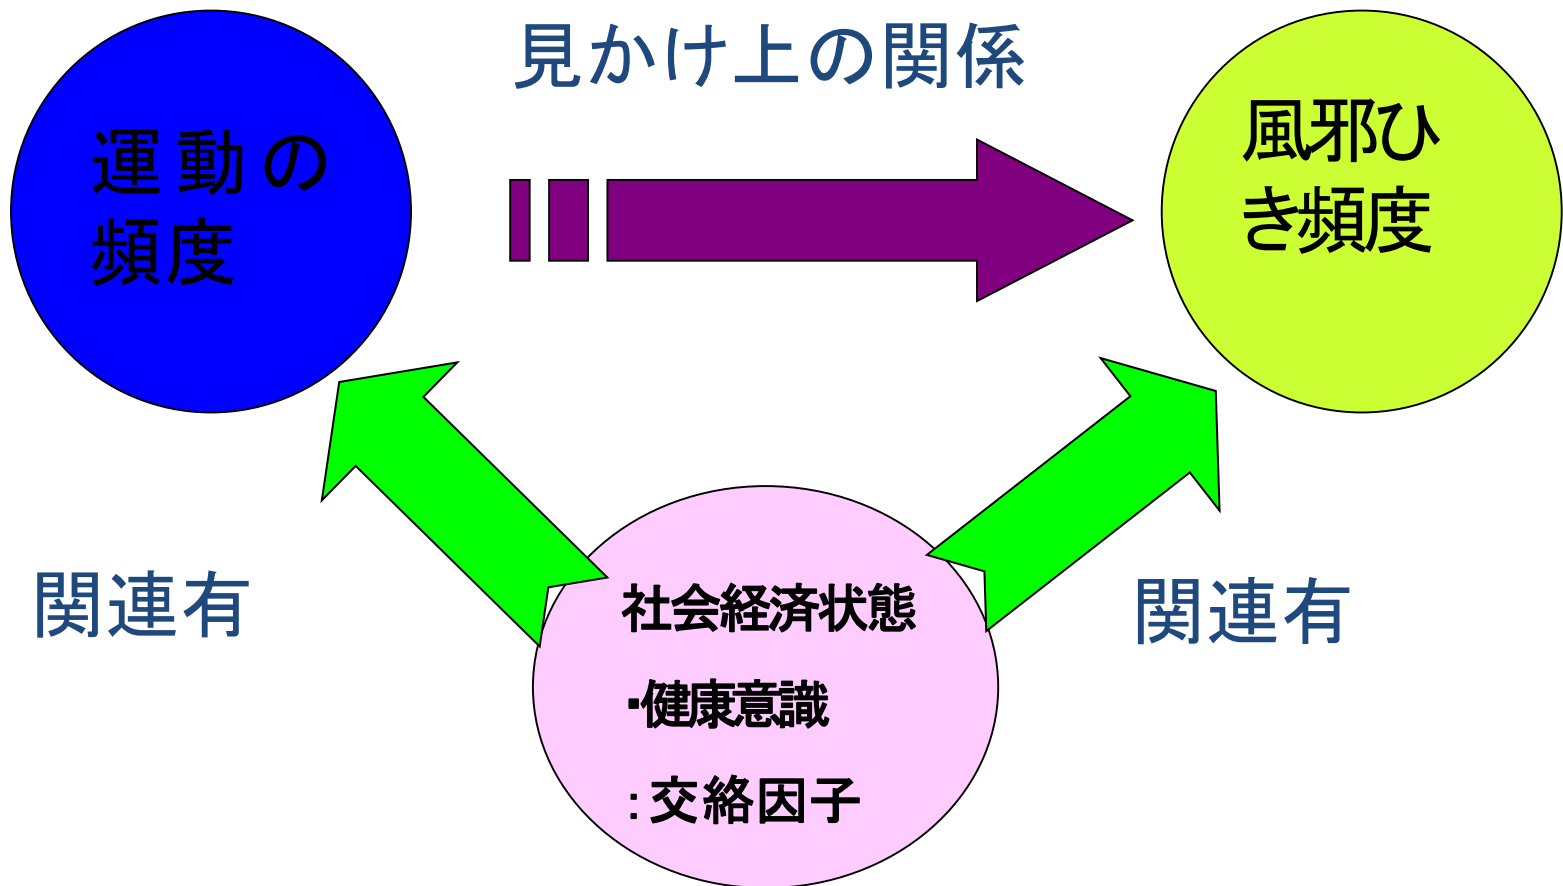 見かけ上の関係
運動の
頻度
風邪ひ
き頻度
関連有
関連有
社会経済状態
・健康意識
：交絡因子